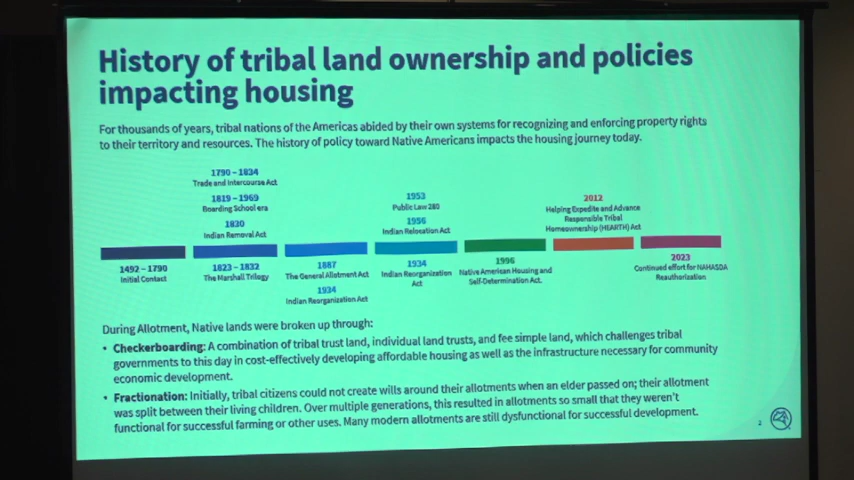 History of tribal land ownership and policies
impacting housing
For thousands of years, tribal nations of the Americas abided by their own systems for recognizing and enforcing property rights
to their territory and resources. The history of policy toward Native Americans impacts the housing journey today.
1790 – 1834
Trade and Intercourse Act
1819 – 1969
Boarding School era
1830
Indian Removal Act
1953
Public Law 280
1956
Indian Relocation Act
2012
Helping Expedite and Advance
Responsible Tribal
Homeownership (HEARTH) Act
1492 – 1790
Initial Contact
1823 – 1832
The Marshall Trilogy
1887
The General Allotment Act
1934
Indian Reorganization Act
1934
Indian Reorganization
Act
1996
Native American Housing and
Self-Determination Act.
2023
Continued effort for NAHASDA
Reauthorization
During Allotment, Native lands were broken up through:
• Checkerboarding: A combination of tribal trust land, individual land trusts, and fee simple land, which challenges tribal
governments to this day in cost-effectively developing affordable housing as well as the infrastructure necessary for community
economic development.
• Fractionation: Initially, tribal citizens could not create wills around their allotments when an elder passed on; their allotment
was split between their living children. Over multiple generations, this resulted in allotments so small that they weren't
functional for successful farming or other uses. Many modern allotments are still dysfunctional for successful development.
2